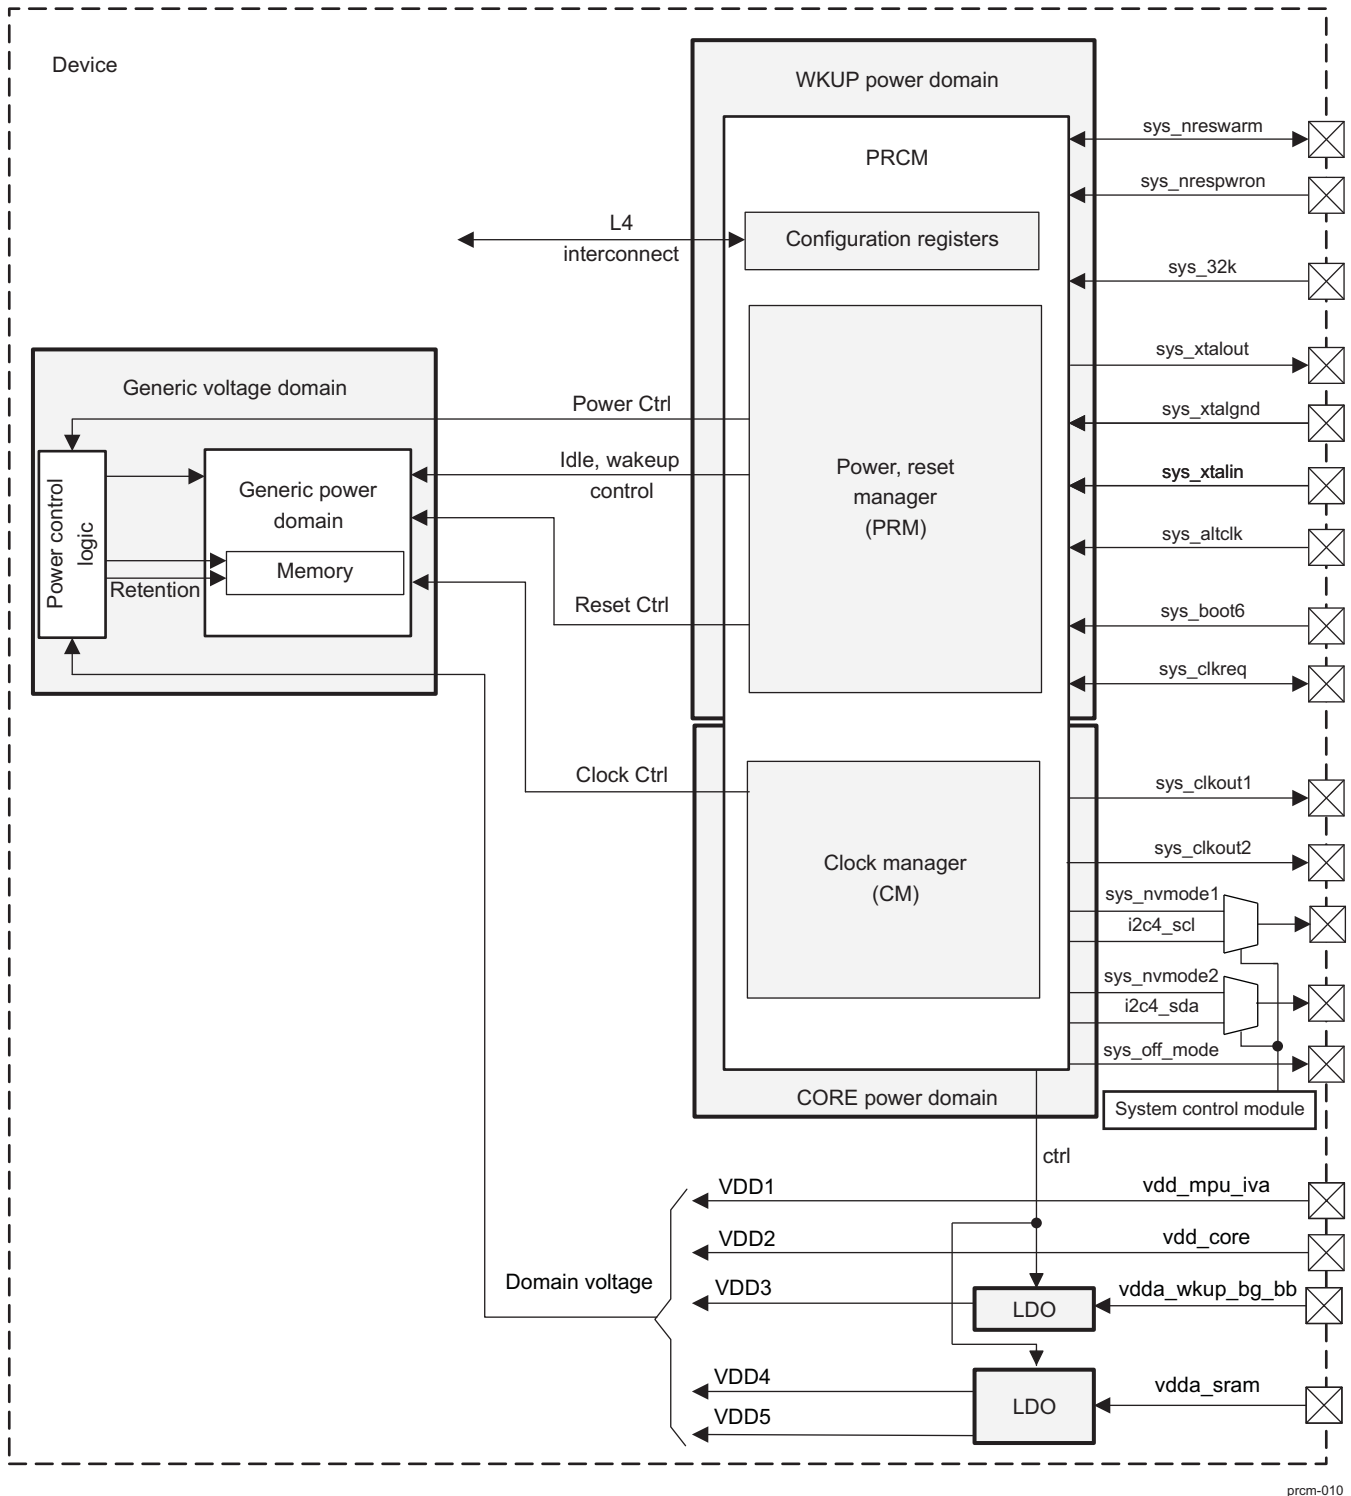 Device
WKUP power domain
PRCM
sys_nreswarm
sys_nrespwron
L4
interconnect
Configuration registers
sys_32k
sys_xtalout
Generic voltage domain
Power Ctrl
sys_xtalgnd
Idle, wakeup
control
Power, reset
manager
(PRM)
sys_xtalin
Generic power
domain
Power control
logic
sys_altclk
Memory
Retention
Reset Ctrl
sys_boot6
sys_clkreq
Clock Ctrl
sys_clkout1
Clock manager
(CM)
sys_clkout2
sys_nvmode1
i2c4_scl
sys_nvmode2
i2c4_sda
sys_off_mode
CORE power domain
System control module
ctrl
VDD1
vdd_mpu_iva
VDD2
vdd_core
Domain voltage
VDD3
LDO
vdda_wkup_bg_bb
VDD4
LDO
vdda_sram
VDD5
prcm-010